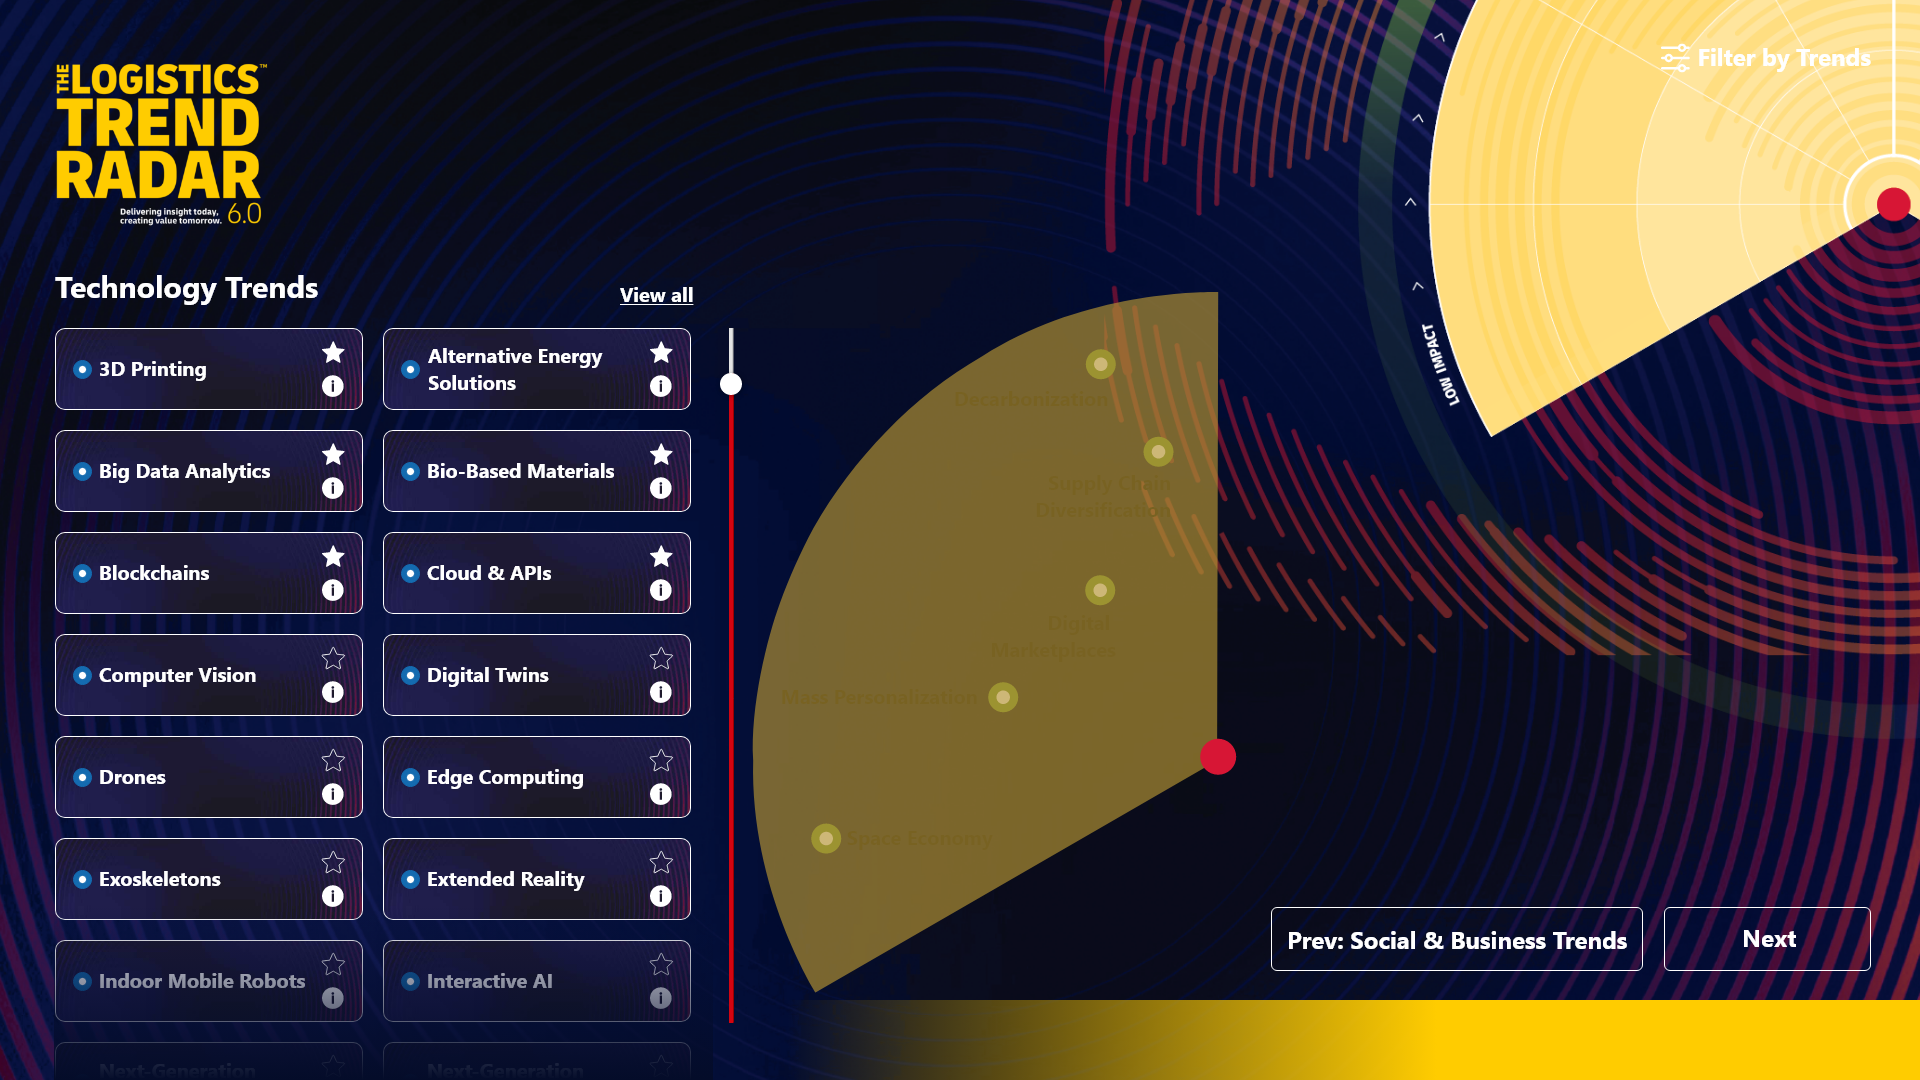 THE LOGISTICS™
TREND
RADAR
Delivering insight today,
creating value tomorrow. 6.0
Filter by Trends
LOW IMPACT
Technology Trends
View all
3D Printing
Alternative Energy
Solutions
Big Data Analytics
Bio-Based Materials
Blockchains
Cloud & APIs
Computer Vision
Digital Twins
Drones
Edge Computing
Exoskeletons
Extended Reality
Indoor Mobile Robots
Interactive AI
Next-Generation
Next-Generation
Decarbonization
Supply Chain
Diversification
Digital
Marketplaces
Mass Personalization
Space Economy
Prev: Social & Business Trends
Next